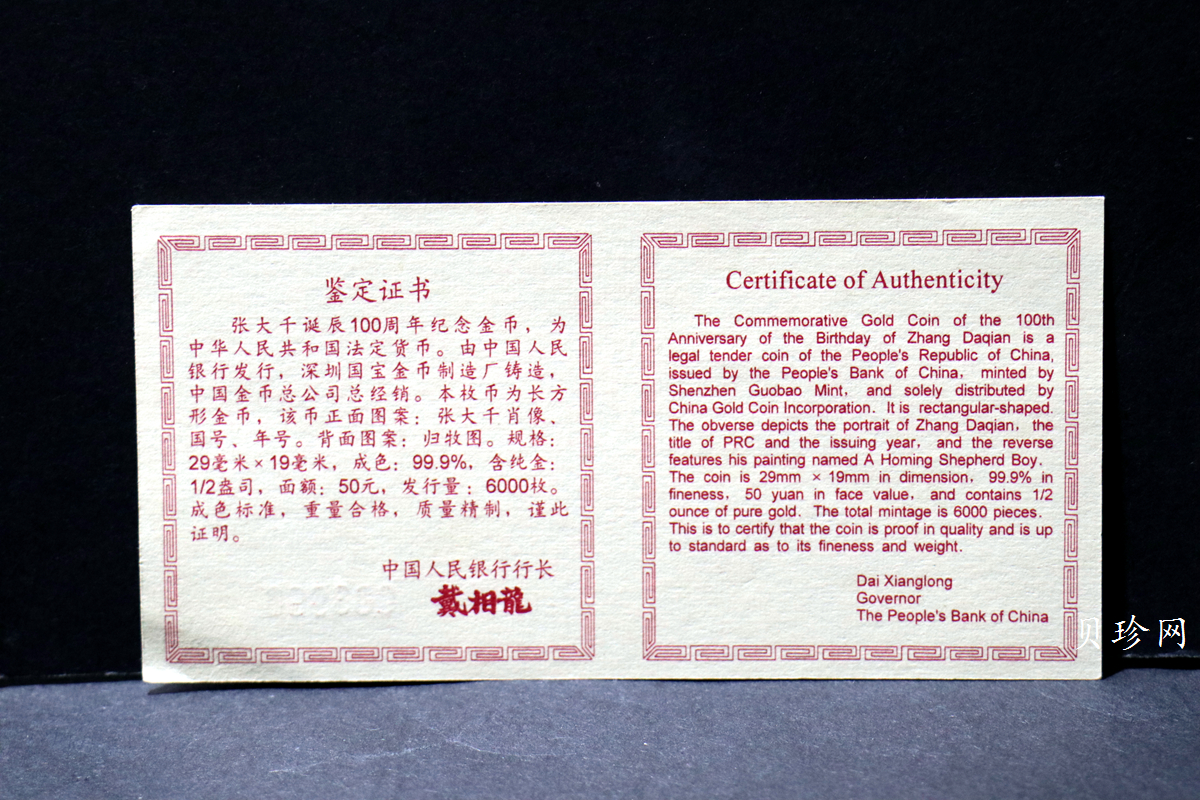 鉴定证书
张大千诞辰100周年纪念金币，为
中华人民共和国法定货币。由中国人民
银行发行，深圳国宝金币制造厂铸造，
中国金币总公司总经销。本枚币为长方
形金币，该币正面图案：张大千肖像、
国号、年号。背面图案：归牧图。规格：
29毫米×19毫米，成色：99.9%，含纯金：
1/2盎司，面额：50元，发行量：6000枚。
成色标准，重量合格，质量精制，谨此
证明。
中国人民银行行长
戴相龍
Certificate of Authenticity
The Commemorative Gold Coin of the 100th
Anniversary of the Birthday of Zhang Daqian is a
legal tender coin of the People's Republic of China,
issued by the People's Bank of China, minted by
Shenzhen Guobao Mint, and solely distributed by
China Gold Coin Incorporation. It is rectangular-shaped.
The obverse depicts the portrait of Zhang Daqian, the
title of PRC and the issuing year, and the reverse
features his painting named A Homing Shepherd Boy.
The coin is 29mm × 19mm in dimension, 99.9% in
fineness, 50 yuan in face value, and contains 1/2
ounce of pure gold. The total mintage is 6000 pieces.
This is to certify that the coin is proof in quality and is up
to standard as to its fineness and weight.
Dai Xianglong
Governor
The People's Bank of China
贝珍网